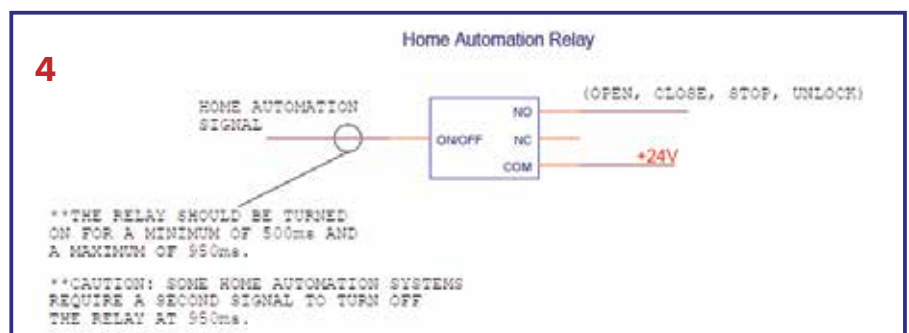 Home Automation Relay
4
(OPEN, CLOSE, STOP, UNLOCK)
HOME AUTOMATION
SIGNAL
NO
ON/OFF
NC
COM
+24V
**THE RELAY SHOULD BE TURNED
ON FOR A MINIMUM OF 500ms AND
A MAXIMUM OF 950ms.
**CAUTION: SOME HOME AUTOMATION SYSTEMS
REQUIRE A SECOND SIGNAL TO TURN OFF
THE RELAY AT 950ms.